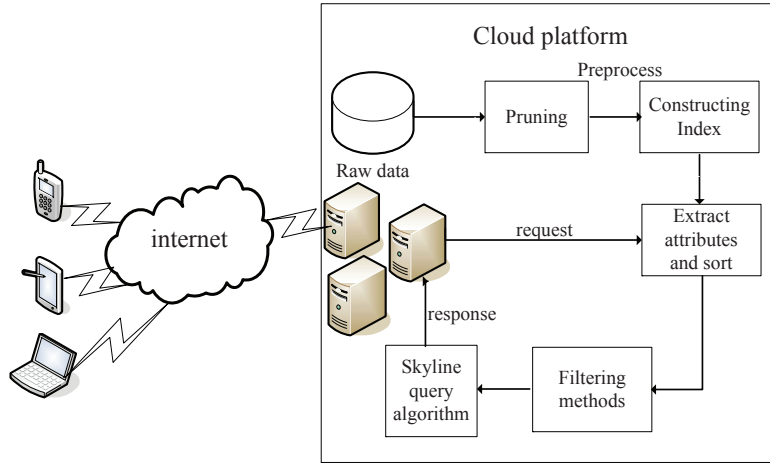 Cloud platform
Preprocess
Pruning
Constructing
Index
Raw data
internet
request
Extract
attributes
and sort
response
Skyline
query
algorithm
Filtering
methods